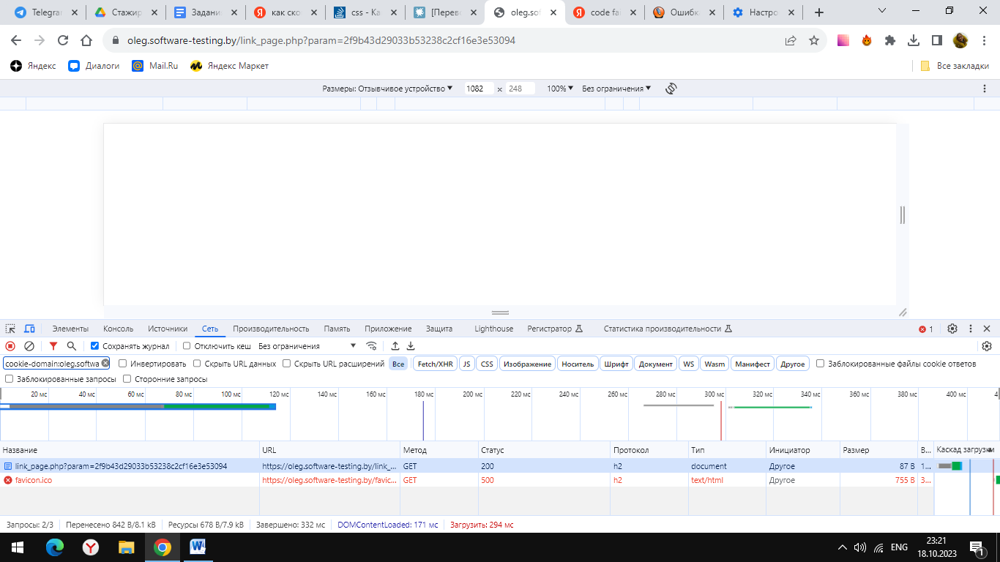 Telegrar
Стажир
Задани
как ско
css - Ка
[Перев
oleg.sof
code fai
Ошибк
Настро
oleg.software-testing.by/link_page.php?param=2f9b43d29033b53238c2cf16e3e53094
Яндекс Диалоги Mail.Ru Яндекс Маркет Все закладки
Размеры: Отзывчивое устройство ▼ 1082 × 248 100% ▼ Без ограничения ▼
Элементы Консоль Источники Сеть Производительность Память Приложение Защита Lighthouse Регистратор Статистика производительности 1
Сохранять журнал Отключить кеш Без ограничения ▼
cookie-domain:oleg.softwa Инвертировать Скрыть URL данных Скрыть URL расширений Все Fetch/XHR JS CSS Изображение Носитель Шрифт Документ WS Wasm Манифест Другое Заблокированные файлы cookie ответов
Заблокированные запросы Сторонние запросы
20 мс 40 мс 60 мс 80 мс 100 мс 120 мс 140 мс 160 мс 180 мс 200 мс 220 мс 240 мс 260 мс 280 мс 300 мс 320 мс 340 мс 360 мс 380 мс 400 мс 4
Название URL Метод Статус Протокол Тип Инициатор Размер В... Каскад загрузки
link_page.php?param=2f9b43d29033b53238c2cf16e3e53094 https://oleg.software-testing.by/link_... GET 200 h2 document Другое 87 B 1...
favicon.ico https://oleg.software-testing.by/favic... GET 500 h2 text/html Другое 755 B 3...
Запросы: 2/3 Перенесено 842 B/8.1 kB Ресурсы 678 B/7.9 kB Завершено: 332 мс DOMContentLoaded: 171 мс Загрузить: 294 мс
ENG
23:21
18.10.2023
1